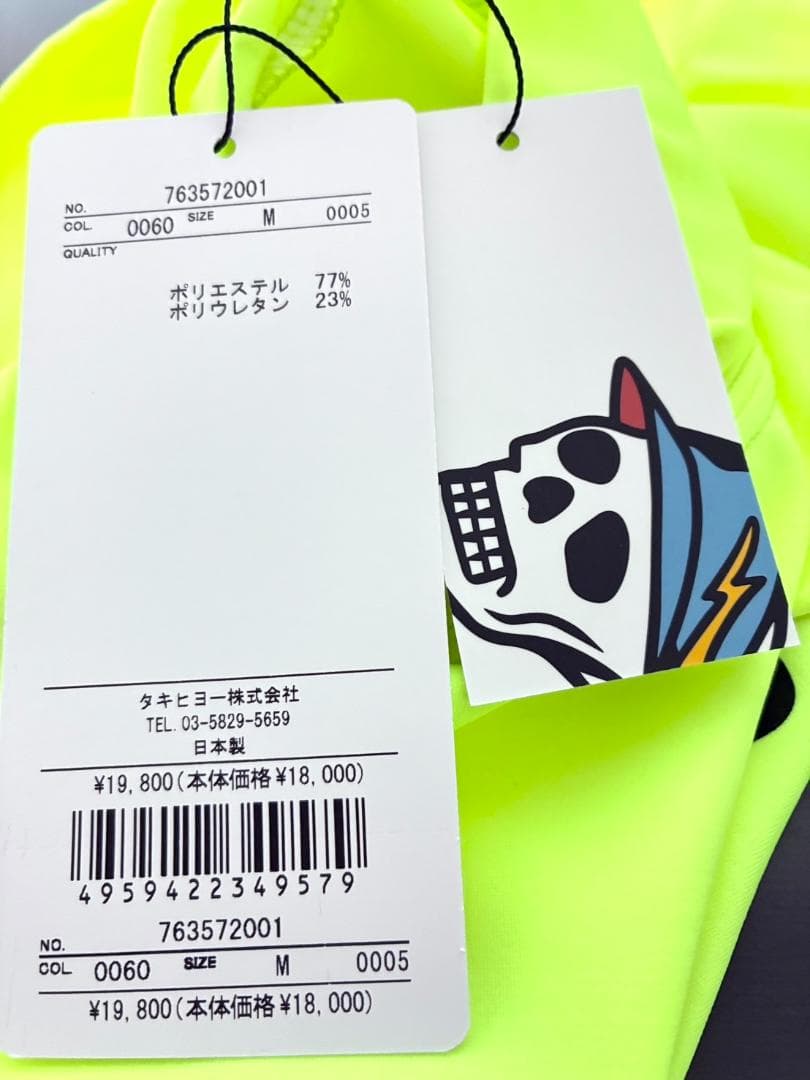 NO. 763572001
COL. 0060 SIZE M 0005
QUALITY
ポリエステル 77%
ポリウレタン 23%
タキヒヨー株式会社
TEL. 03-5829-5659
日本製
¥19,800(本体価格¥18,000)
4959422349579
NO. 763572001
COL 0060 SIZE M 0005
¥19,800(本体価格¥18,000)